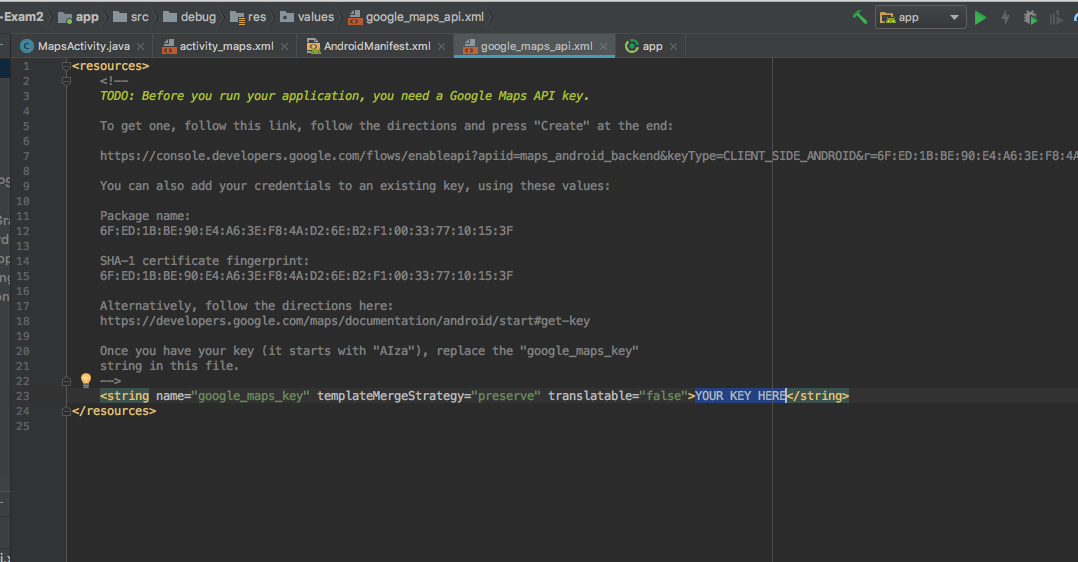 -Exam2 app src debug res values google_maps_api.xml app
MapsActivity.java activity_maps.xml AndroidManifest.xml google_maps_api.xml app
1 <resources>
2 <!--
3 TODO: Before you run your application, you need a Google Maps API key.
4
5 To get one, follow this link, follow the directions and press "Create" at the end:
6
7 https://console.developers.google.com/flows/enableapi?apiid=maps_android_backend&keyType=CLIENT_SIDE_ANDROID&r=6F:ED:1B:BE:90:E4:A6:3E:F8:4A
8
9 You can also add your credentials to an existing key, using these values:
10
11 Package name:
12 6F:ED:1B:BE:90:E4:A6:3E:F8:4A:D2:6E:B2:F1:00:33:77:10:15:3F
13
14 SHA-1 certificate fingerprint:
15 6F:ED:1B:BE:90:E4:A6:3E:F8:4A:D2:6E:B2:F1:00:33:77:10:15:3F
16
17 Alternatively, follow the directions here:
18 https://developers.google.com/maps/documentation/android/start#get-key
19
20 Once you have your key (it starts with "AIza"), replace the "google_maps_key"
21 string in this file.
22 -->
23 <string name="google_maps_key" templateMergeStrategy="preserve" translatable="false">YOUR KEY HERE</string>
24 </resources>
25